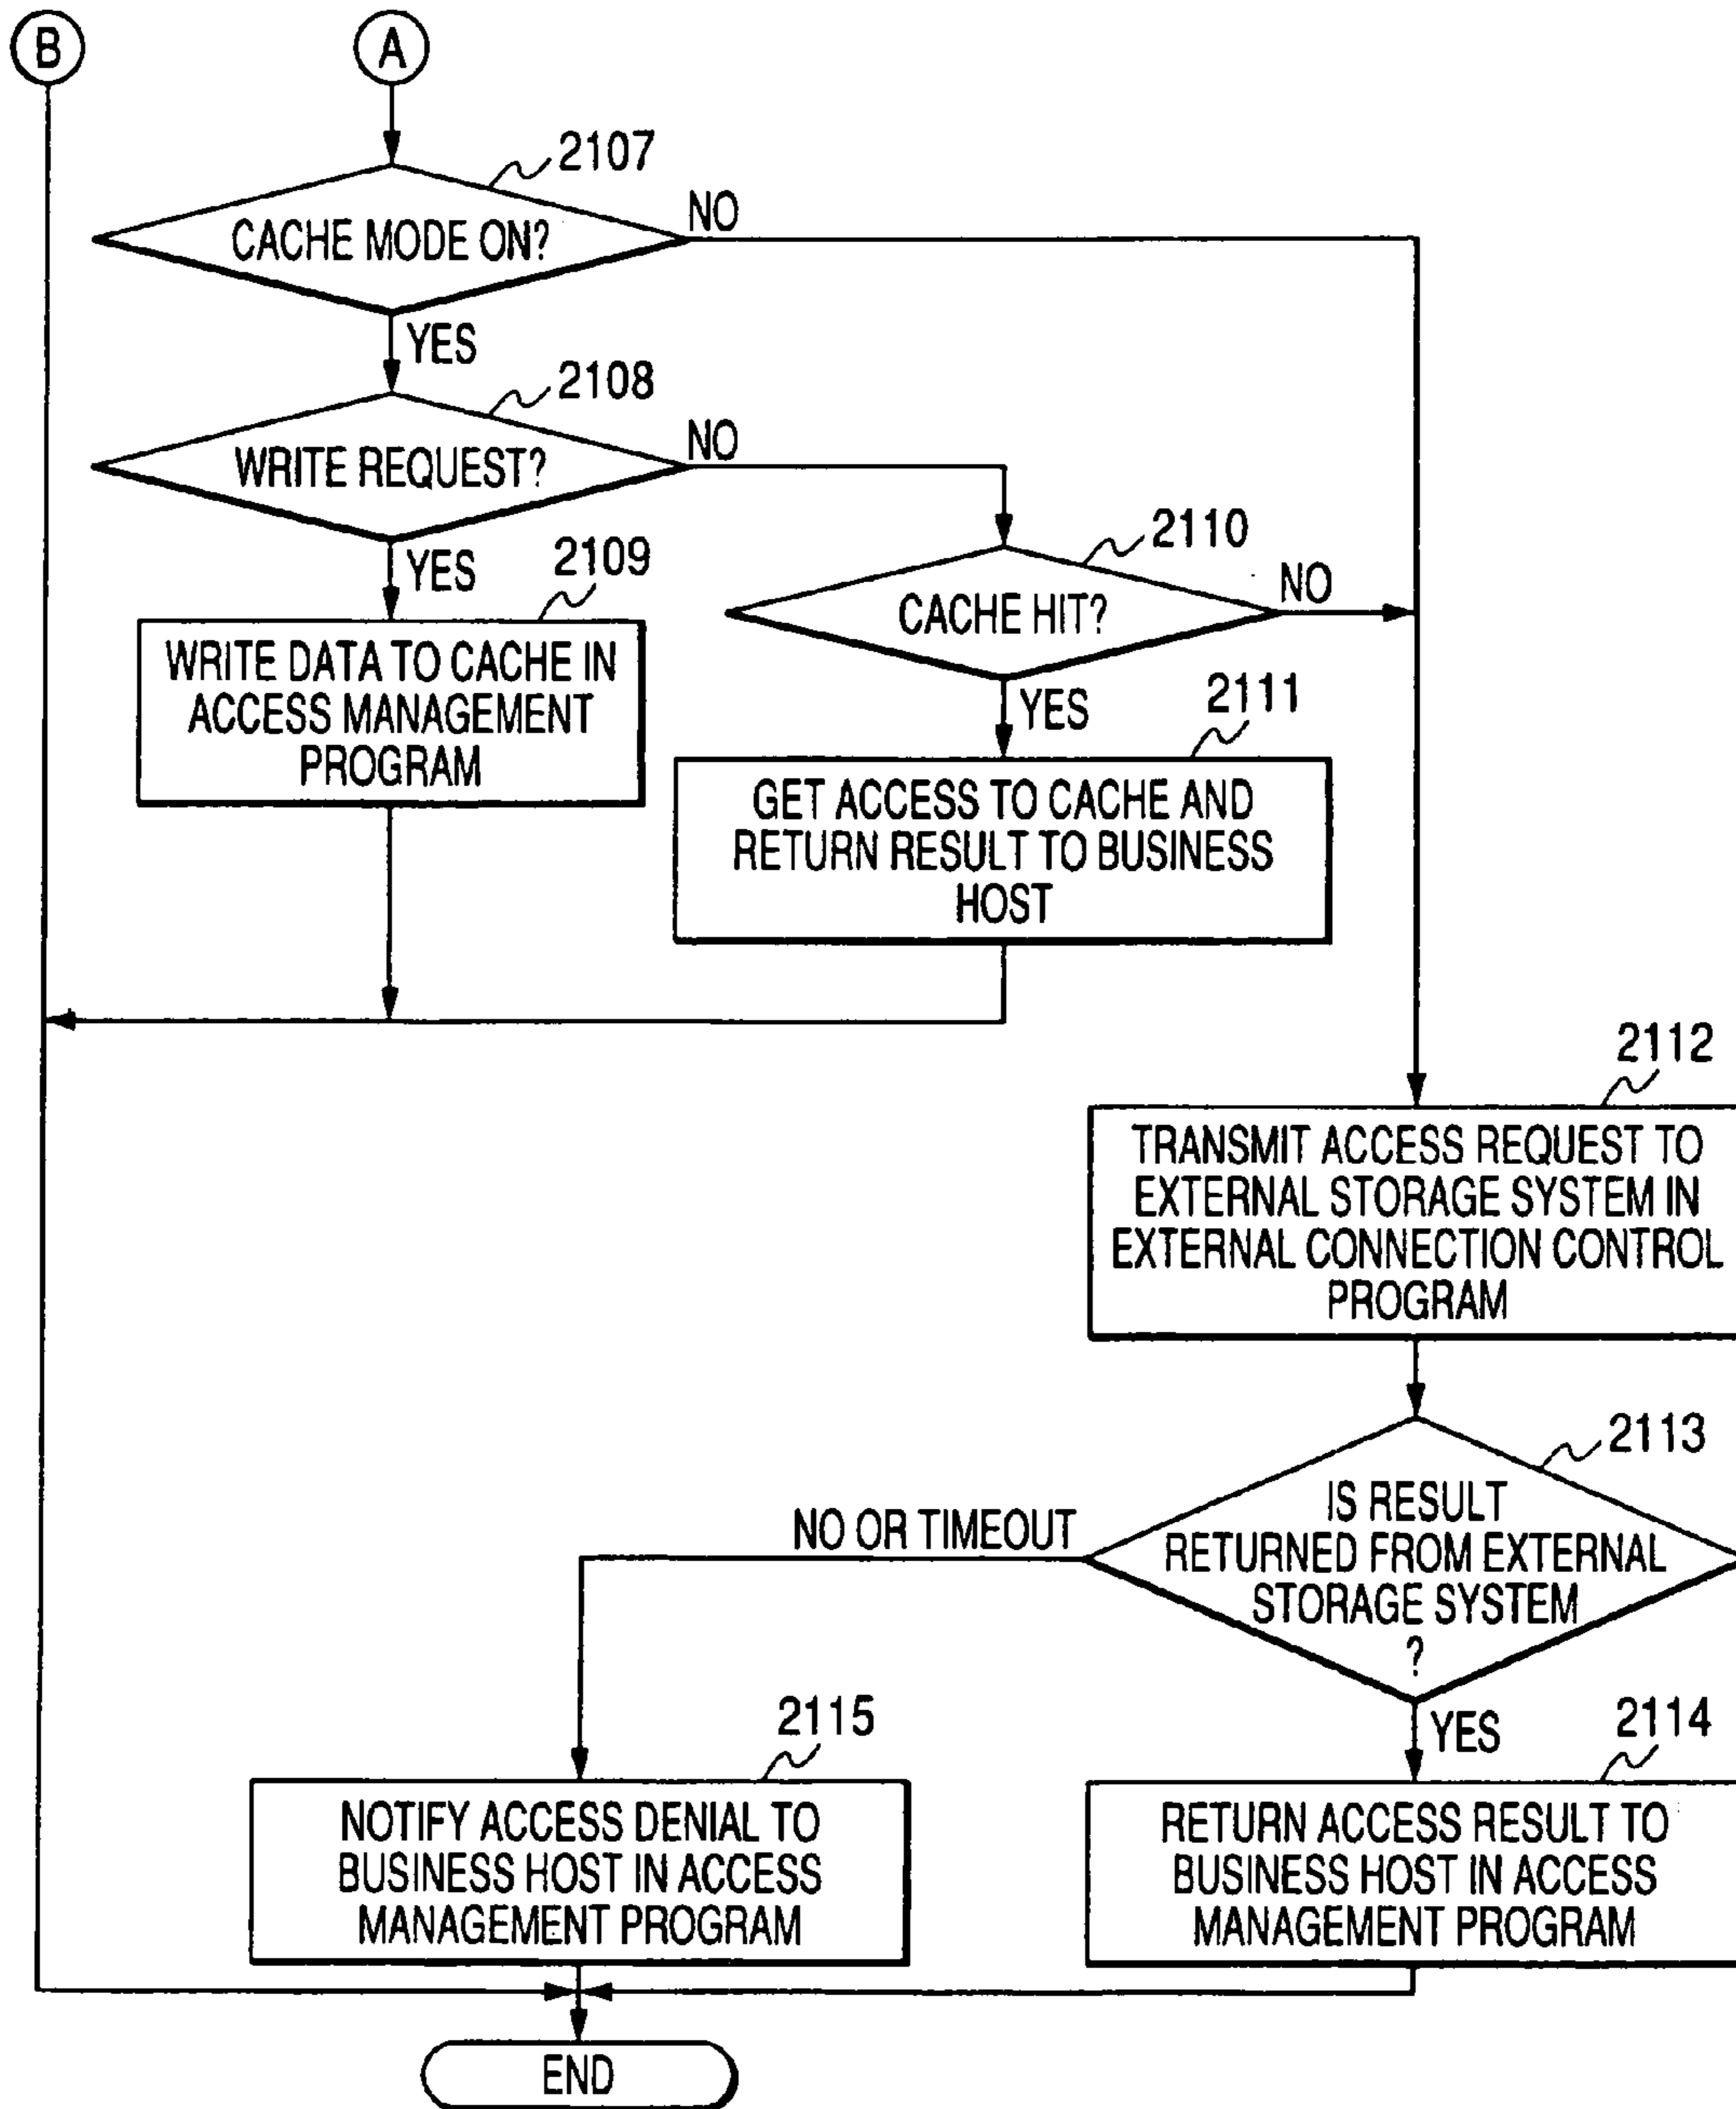 B
A
2107
CACHE MODE ON?
NO
YES
2108
WRITE REQUEST?
NO
YES
2109
WRITE DATA TO CACHE IN
ACCESS MANAGEMENT
PROGRAM
2110
CACHE HIT?
NO
YES
2111
GET ACCESS TO CACHE AND
RETURN RESULT TO BUSINESS
HOST
2112
TRANSMIT ACCESS REQUEST TO
EXTERNAL STORAGE SYSTEM IN
EXTERNAL CONNECTION CONTROL
PROGRAM
2113
IS RESULT
RETURNED FROM EXTERNAL
STORAGE SYSTEM
?
NO OR TIMEOUT
YES
2115
NOTIFY ACCESS DENIAL TO
BUSINESS HOST IN ACCESS
MANAGEMENT PROGRAM
2114
RETURN ACCESS RESULT TO
BUSINESS HOST IN ACCESS
MANAGEMENT PROGRAM
END